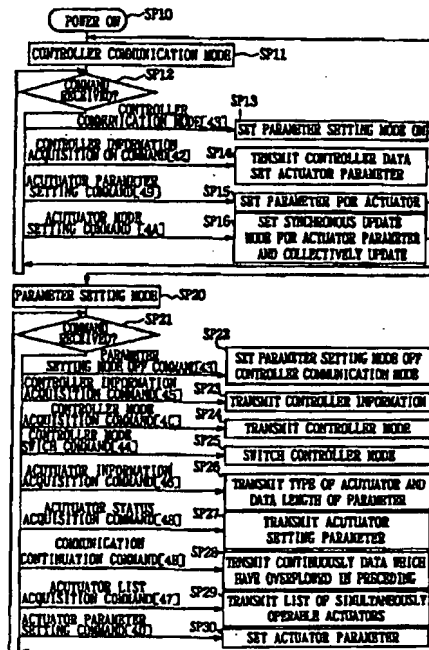 POWER ON
SP10
CONTROLLER COMMUNICATION MODE
SP11
SP12
COMMAND
RECEIVED?
CONTROLLER
COMMUNICATION MODE[43]
SP13
SET PARAMETER SETTING MODE ON
CONTROLLER INFORMATION
ACQUISITION ON COMMAND[42]
SP14
TRNSMIT CONTROLLER DATA
SET ACTUATOR PARAMETER
ACUTUATOR PARAMETER
SETTING COMMAND[49]
SP15
SET PARAMETER FOR ACTUATOR
ACUTUATOR MODE
SETTING COMMAND [4A]
SP16
SET SYNCHRONOUS UPDATE
MODE FOR ACTUATOR PARAMETER
AND COLLECTIVELY UPDATE
PARAMETER SETTING MODE
SP20
SP21
COMMAND
RECEIVED?
PARAMETER
SETTING MODE OFF COMMAND[43]
SP22
SET PARAMETER SETTING MODE OFF
CONTROLLER COMMUNICATION MODE
CONTROLLER INFORMATION
ACQUISITION COMMAND[45]
SP23
TRANSMIT CONTROLLER INFORMATION
CONTROLLER MODE
ACQUISITION COMMAND[4C]
SP24
TRANSMIT CONTROLLER MODE
CONTROLLER MODE
SWTCH COMMAND[44]
SP25
SWITCH CONTROLLER MODE
ACUTUATOR INFORMATION
ACQUISITION COMMAND[46]
SP26
TRANSMIT TYPE OF ACUTUATOR AND
DATA LENGTH OF PARAMETER
ACUTUATOR STATUS
ACQUISITION COMMAND[48]
SP27
TRANSMIT ACUTUATOR
SETTING PARAMETER
COMMUNICATION
CONTINUATION COMMAND[4B]
SP28
TRNSMIT CONTINUOUSLY DATA WHICH
HAVE OVERFLOWED IN PRECEDING
ACUTUATOR LIST
ACQUISITION COMMAND[47]
SP29
TRANSMIT LIST OF SIMULTANEOUSLY
OPERABLE ACTUATORS
ACTUATOR PARAMETER
SETTING COMMAND[4D]
SP30
SET ACTUATOR PARAMETER